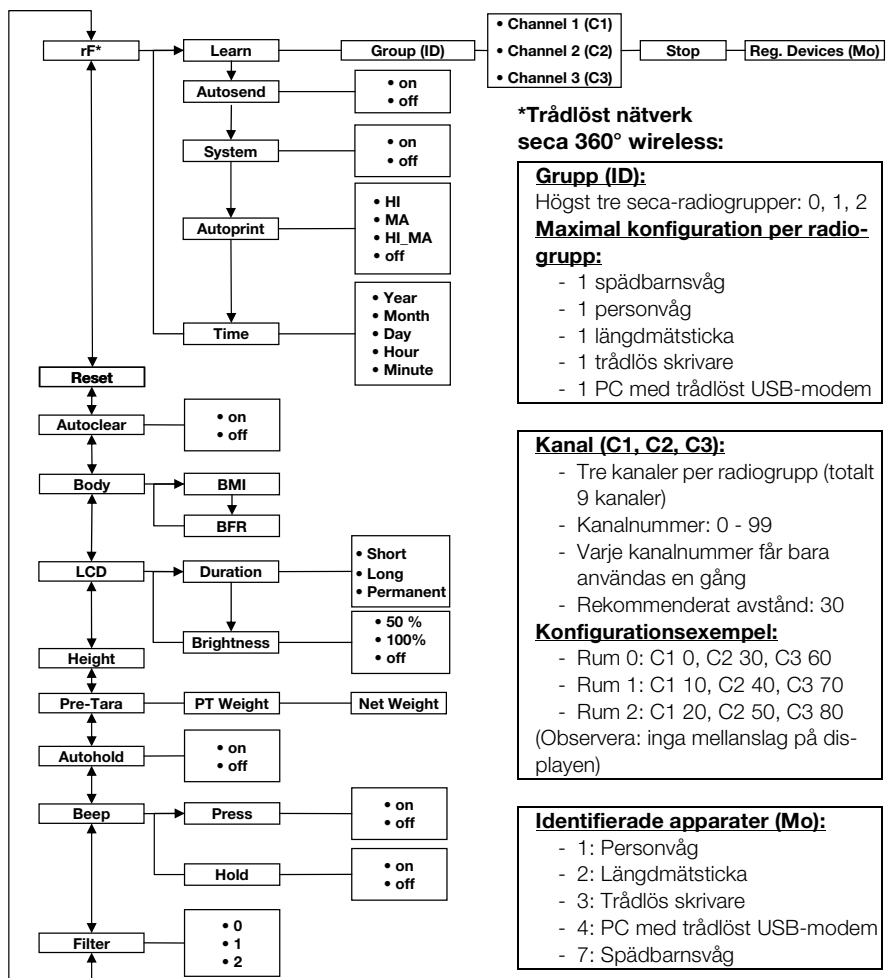 rF*
Learn
Group (ID)
• Channel 1 (C1)
• Channel 2 (C2)
• Channel 3 (C3)
Stop
Reg. Devices (Mo)
Autosend
• on
• off
System
• on
• off
Autoprint
• HI
• MA
• HI_MA
• off
Time
• Year
• Month
• Day
• Hour
• Minute
Reset
Autoclear
• on
• off
Body
BMI
BFR
LCD
Duration
• Short
• Long
• Permanent
Brightness
• 50 %
• 100%
• off
Height
Pre-Tara
PT Weight
Net Weight
Autohold
• on
• off
Beep
Press
• on
• off
Hold
• on
• off
Filter
• 0
• 1
• 2
*Trådlöst nätverk
seca 360° wireless:
Grupp (ID):
Högst tre seca-radiogrupper: 0, 1, 2
Maximal konfiguration per radio-
grupp:
- 1 spädbarnsvåg
- 1 personvåg
- 1 längdmätsticka
- 1 trådlös skrivare
- 1 PC med trådlöst USB-modem
Kanal (C1, C2, C3):
- Tre kanaler per radiogrupp (totalt
9 kanaler)
- Kanalnummer: 0 - 99
- Varje kanalnummer får bara
användas en gång
- Rekommenderat avstånd: 30
Konfigurationsexempel:
- Rum 0: C1 0, C2 30, C3 60
- Rum 1: C1 10, C2 40, C3 70
- Rum 2: C1 20, C2 50, C3 80
(Observera: inga mellanslag på dis-
playen)
Identifierade apparater (Mo):
- 1: Personvåg
- 2: Längdmätsticka
- 3: Trådlös skrivare
- 4: PC med trådlöst USB-modem
- 7: Spädbarnsvåg